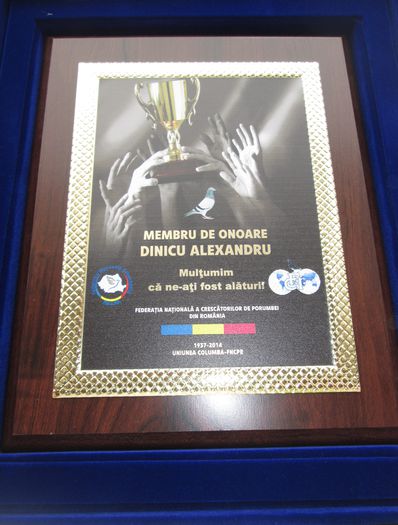 MEMBRU DE ONOARE
DINICU ALEXANDRU
Mulţumim
că ne-aţi fost alături!
FEDERAŢIA NAŢIONALĂ A CRESCĂTORILOR DE PORUMBEI
DIN ROMÂNIA
1937-2014
UNIUNEA COLUMBA-FNCPR